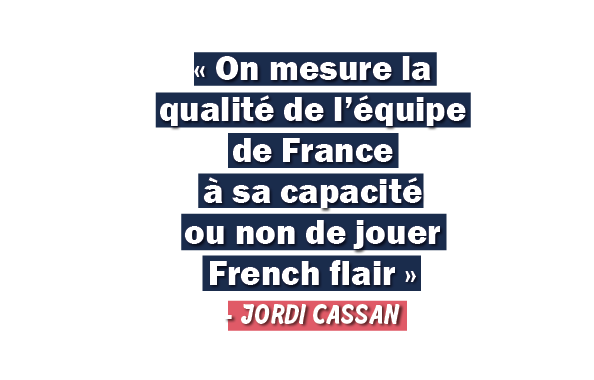 « On mesure la
qualité de l’équipe
de France
à sa capacité
ou non de jouer
French flair »
- JORDI CASSAN